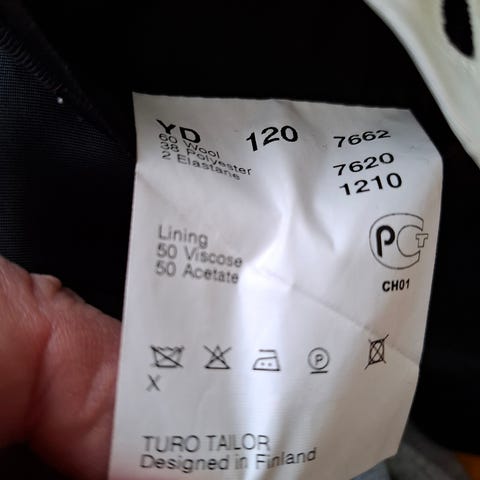 YD 120 7662
60 Wool
38 Polyester 7620
2 Elastane 1210
Lining
50 Viscose
50 Acetate
РСТ
CH01
P
X
TURO TAILOR
Designed in Finland